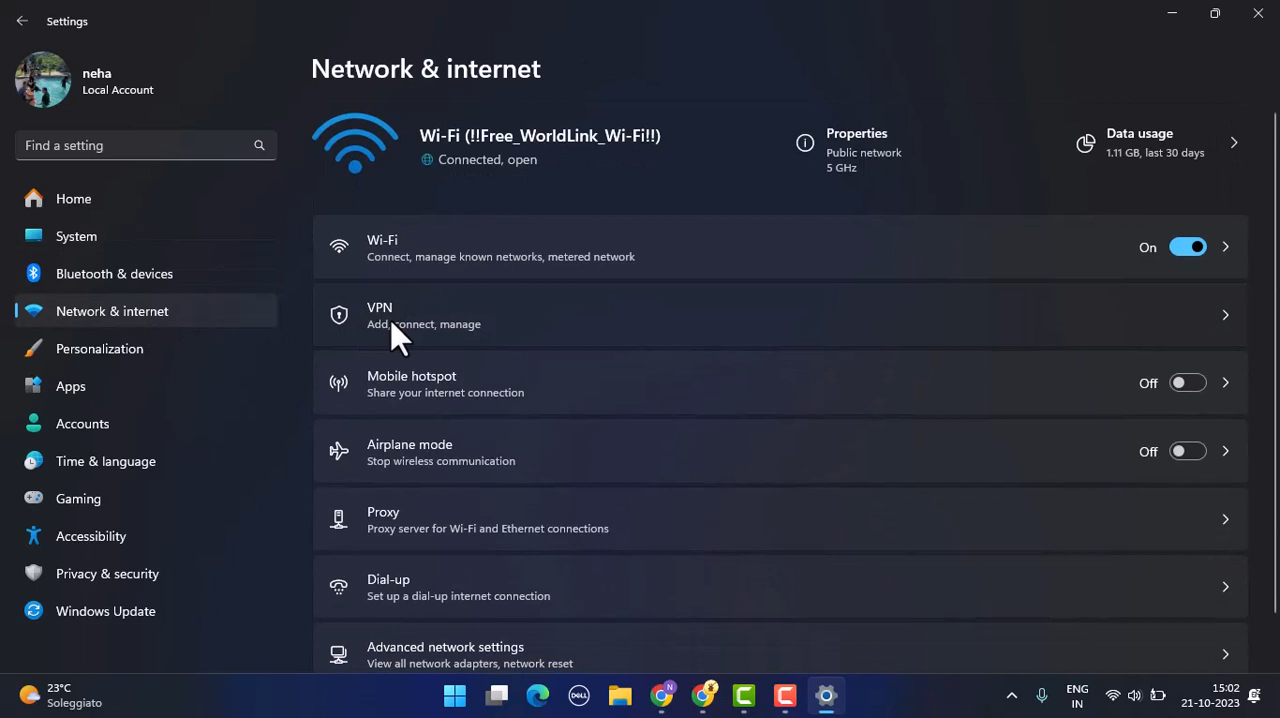 Settings
neha
Local Account
Find a setting
Home
System
Bluetooth & devices
Network & internet
Personalization
Apps
Accounts
Time & language
Gaming
Accessibility
Privacy & security
Windows Update
Network & internet
Wi-Fi (!!Free_WorldLink_Wi-Fi!!)
Connected, open
Properties
Public network
5 GHz
Data usage
1.11 GB, last 30 days
Wi-Fi
Connect, manage known networks, metered network
On
VPN
Add, connect, manage
Mobile hotspot
Share your internet connection
Off
Airplane mode
Stop wireless communication
Off
Proxy
Proxy server for Wi-Fi and Ethernet connections
Dial-up
Set up a dial-up internet connection
Advanced network settings
View all network adapters, network reset
23°C
Soleggiato
DELL
N
ENG
IN
15:02
21-10-2023